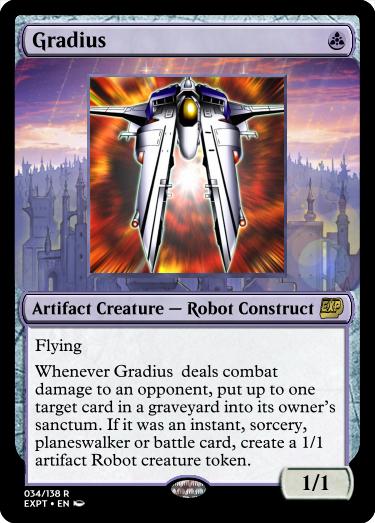 Gradius
Artifact Creature — Robot Construct
EXP
Flying
Whenever Gradius  deals combat
damage to an opponent, put up to one
target card in a graveyard into its owner's
sanctum. If it was an instant, sorcery,
planeswalker or battle card, create a 1/1
artifact Robot creature token.
1/1
034/138 R
EXPT • EN